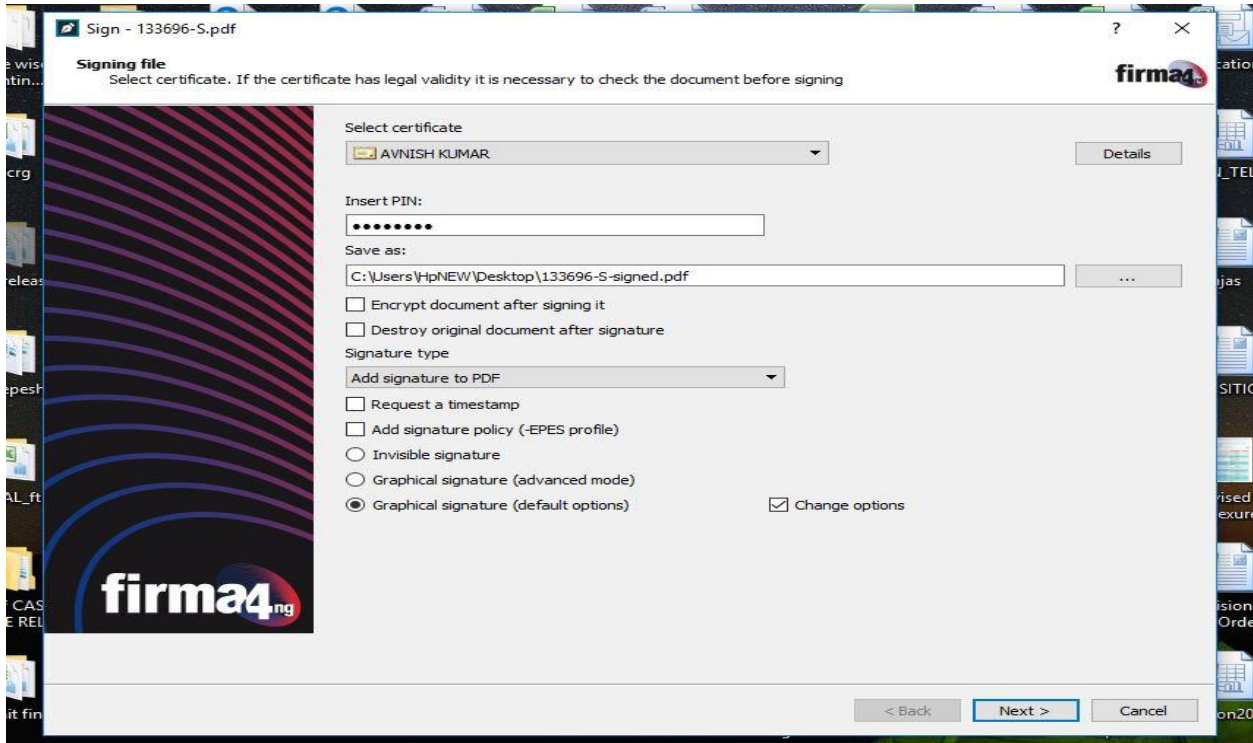 Sign - 133696-S.pdf
?
Signing file
Select certificate. If the certificate has legal validity it is necessary to check the document before signing
firma4
Select certificate
AVNISH KUMAR
Details
Insert PIN:
••••••••
Save as:
C:\Users\HpNEW\Desktop\133696-S-signed.pdf
...
Encrypt document after signing it
Destroy original document after signature
Signature type
Add signature to PDF
Request a timestamp
Add signature policy (-EPES profile)
Invisible signature
Graphical signature (advanced mode)
Graphical signature (default options)
Change options
firma4.ng
< Back
Next >
Cancel
crg